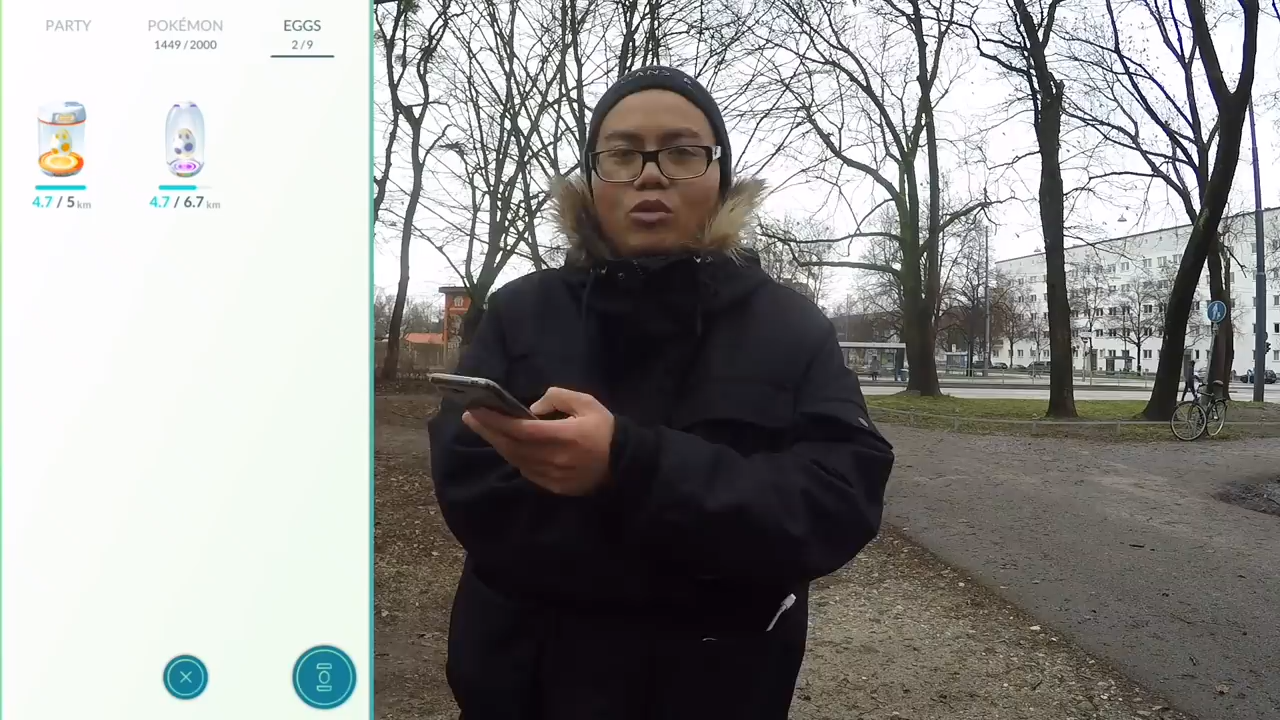 PARTY
POKÉMON
EGGS
1449 / 2000
2 / 9
4.7 / 5 km
4.7 / 6.7 km